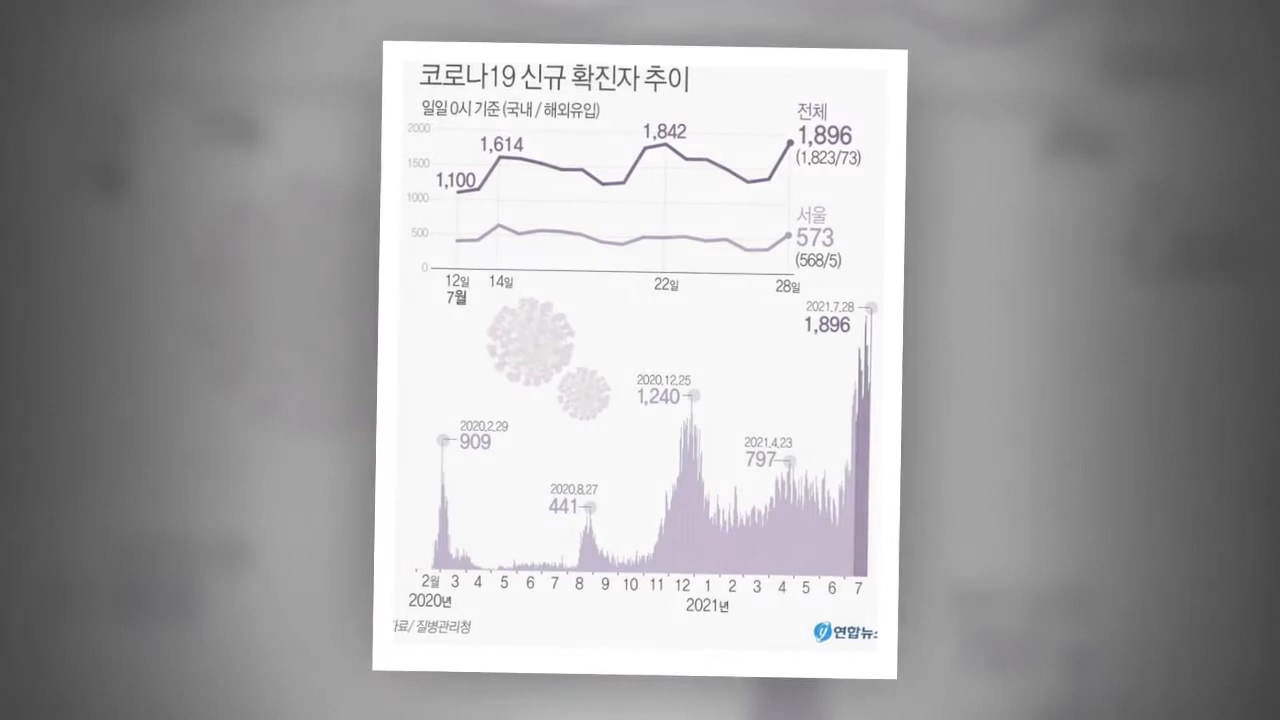 코로나19 신규 확진자 추이
일일 0시 기준 (국내 / 해외유입)
전체
1,896
(1,823/73)
2000
1,842
1,614
1500
1,100
1000
서울
573
(568/5)
500
0
12일 14일 22일 28일
7월
2021.7.28
1,896
2020.12.25
1,240
2020.2.29
909
2021.4.23
797
2020.8.27
441
2월 3 4 5 6 7 8 9 10 11 12 1 2 3 4 5 6 7
2020년 2021년
자료/ 질병관리청
연합뉴스